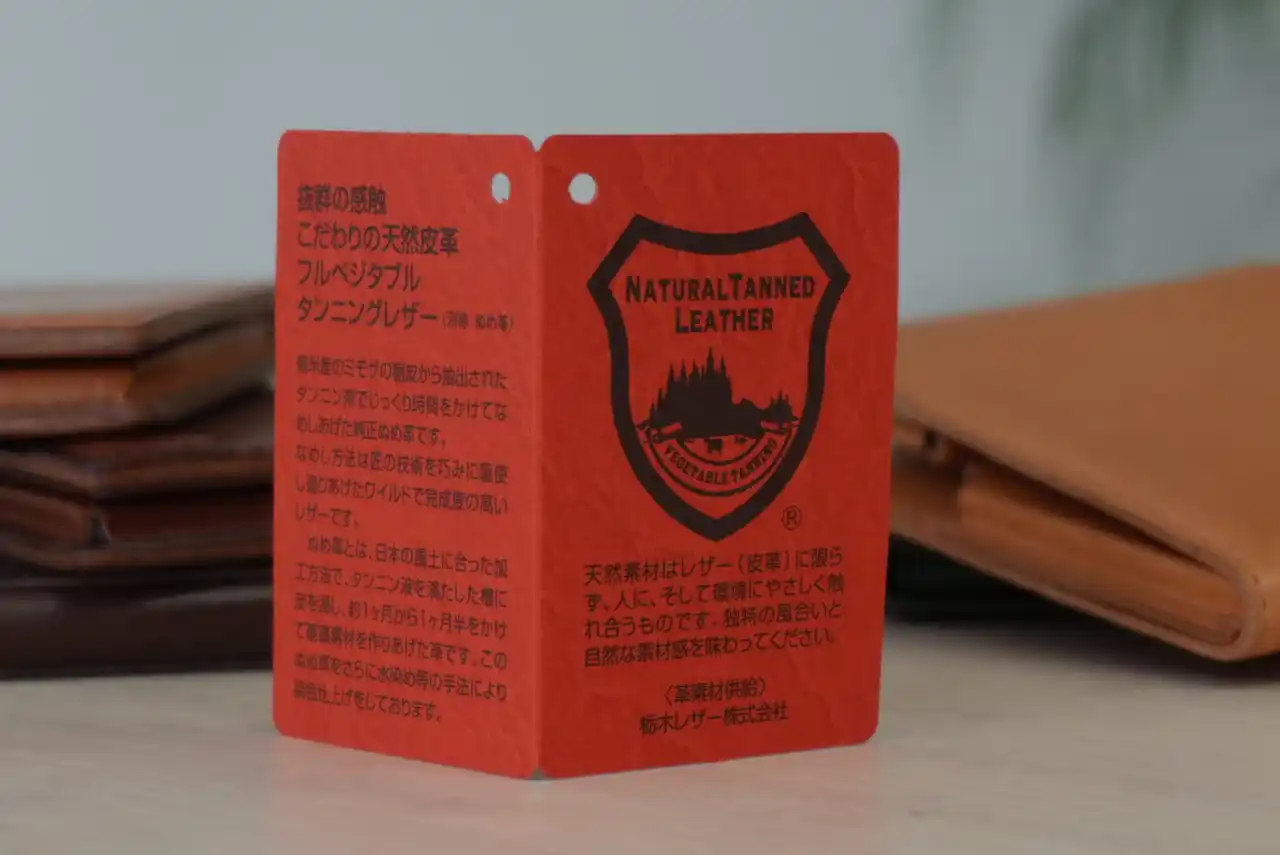 抜群の感触
こだわりの天然皮革
フルベジタブル
タンニングレザー(別称 ぬめ革)
南米産のミモザの樹皮から抽出された
タンニン剤でじっくり時間をかけてな
めしあげた純正ぬめ革です。
なめし方法は匠の技術を巧みに駆使
し造りあげたワイルドで完成度の高い
レザーです。
ぬめ革とは、日本の風土に合った加
工方法で、タンニン液を満たした槽に
皮を浸し、約1ヶ月から1ヶ月半をかけ
て基礎素材を作りあげた革です。この
ぬめ革をさらに水染め等の手法により
染色仕上げをしております。
NATURAL TANNED
LEATHER
VEGETABLE TANNING
®
天然素材はレザー(皮革)に限ら
ず、人に、そして環境にやさしく触
れ合うものです。独特の風合いと
自然な素材感を味わってください。
〈革素材供給〉
栃木レザー株式会社